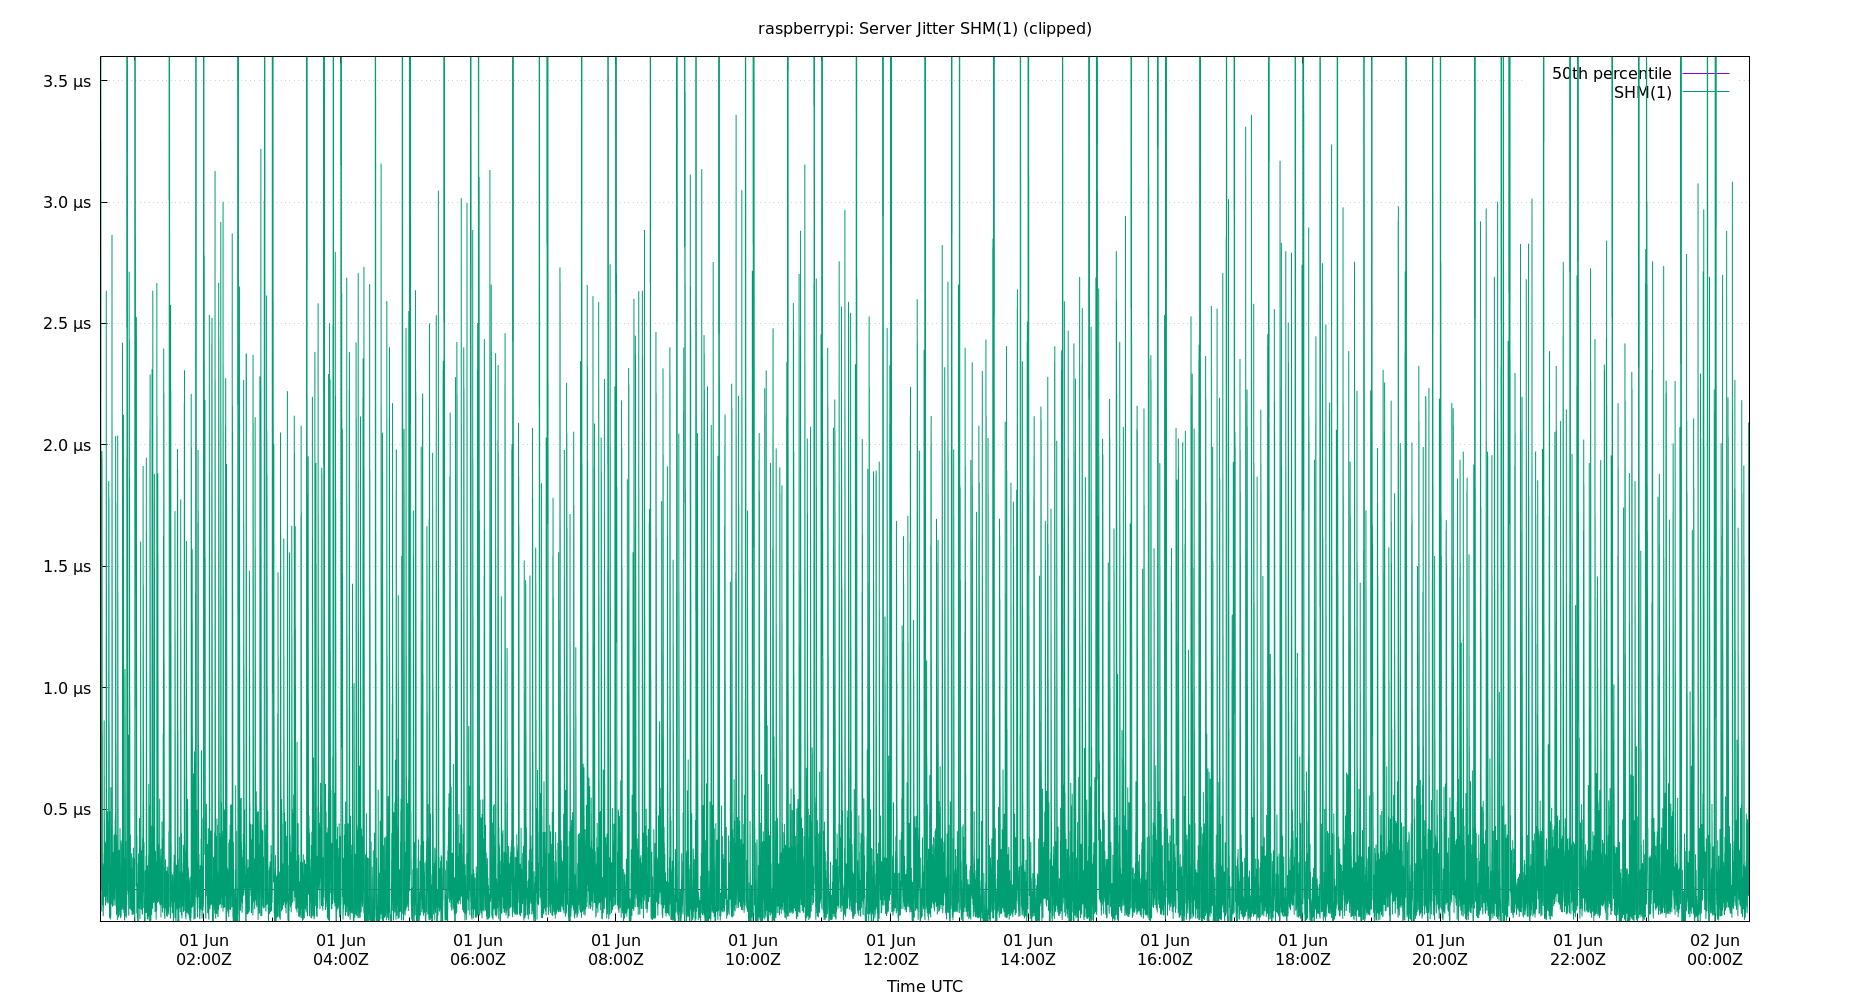 raspberrypi: Server Jitter SHM(1) (clipped)
50th percentile
SHM(1)
3.5 µs
3.0 µs
2.5 µs
2.0 µs
1.5 µs
1.0 µs
0.5 µs
01 Jun 01 Jun 01 Jun 01 Jun 01 Jun 01 Jun 01 Jun 01 Jun 01 Jun 01 Jun 01 Jun 02 Jun
02:00Z 04:00Z 06:00Z 08:00Z 10:00Z 12:00Z 14:00Z 16:00Z 18:00Z 20:00Z 22:00Z 00:00Z
Time UTC